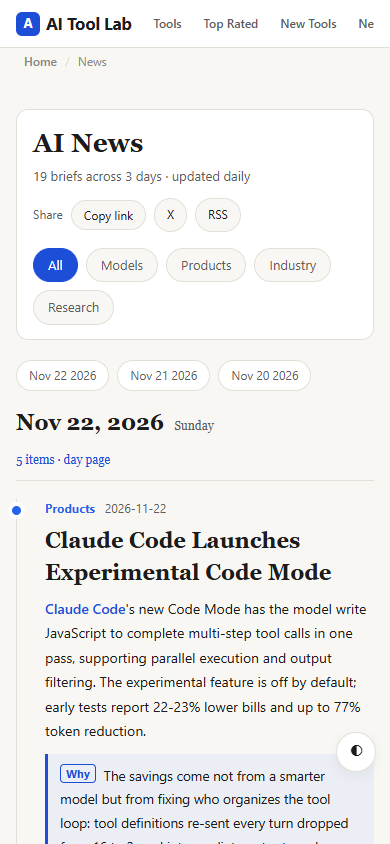 A AI Tool Lab Tools Top Rated New Tools Ne
Home / News
AI News
19 briefs across 3 days · updated daily
Share Copy link X RSS
All Models Products Industry
Research
Nov 22 2026 Nov 21 2026 Nov 20 2026
Nov 22, 2026 Sunday
5 items · day page
Products 2026-11-22
Claude Code Launches
Experimental Code Mode
Claude Code's new Code Mode has the model write
JavaScript to complete multi-step tool calls in one
pass, supporting parallel execution and output
filtering. The experimental feature is off by default;
early tests report 22-23% lower bills and up to 77%
token reduction.
Why The savings come not from a smarter
model but from fixing who organizes the tool
loop: tool definitions re-sent every turn dropped